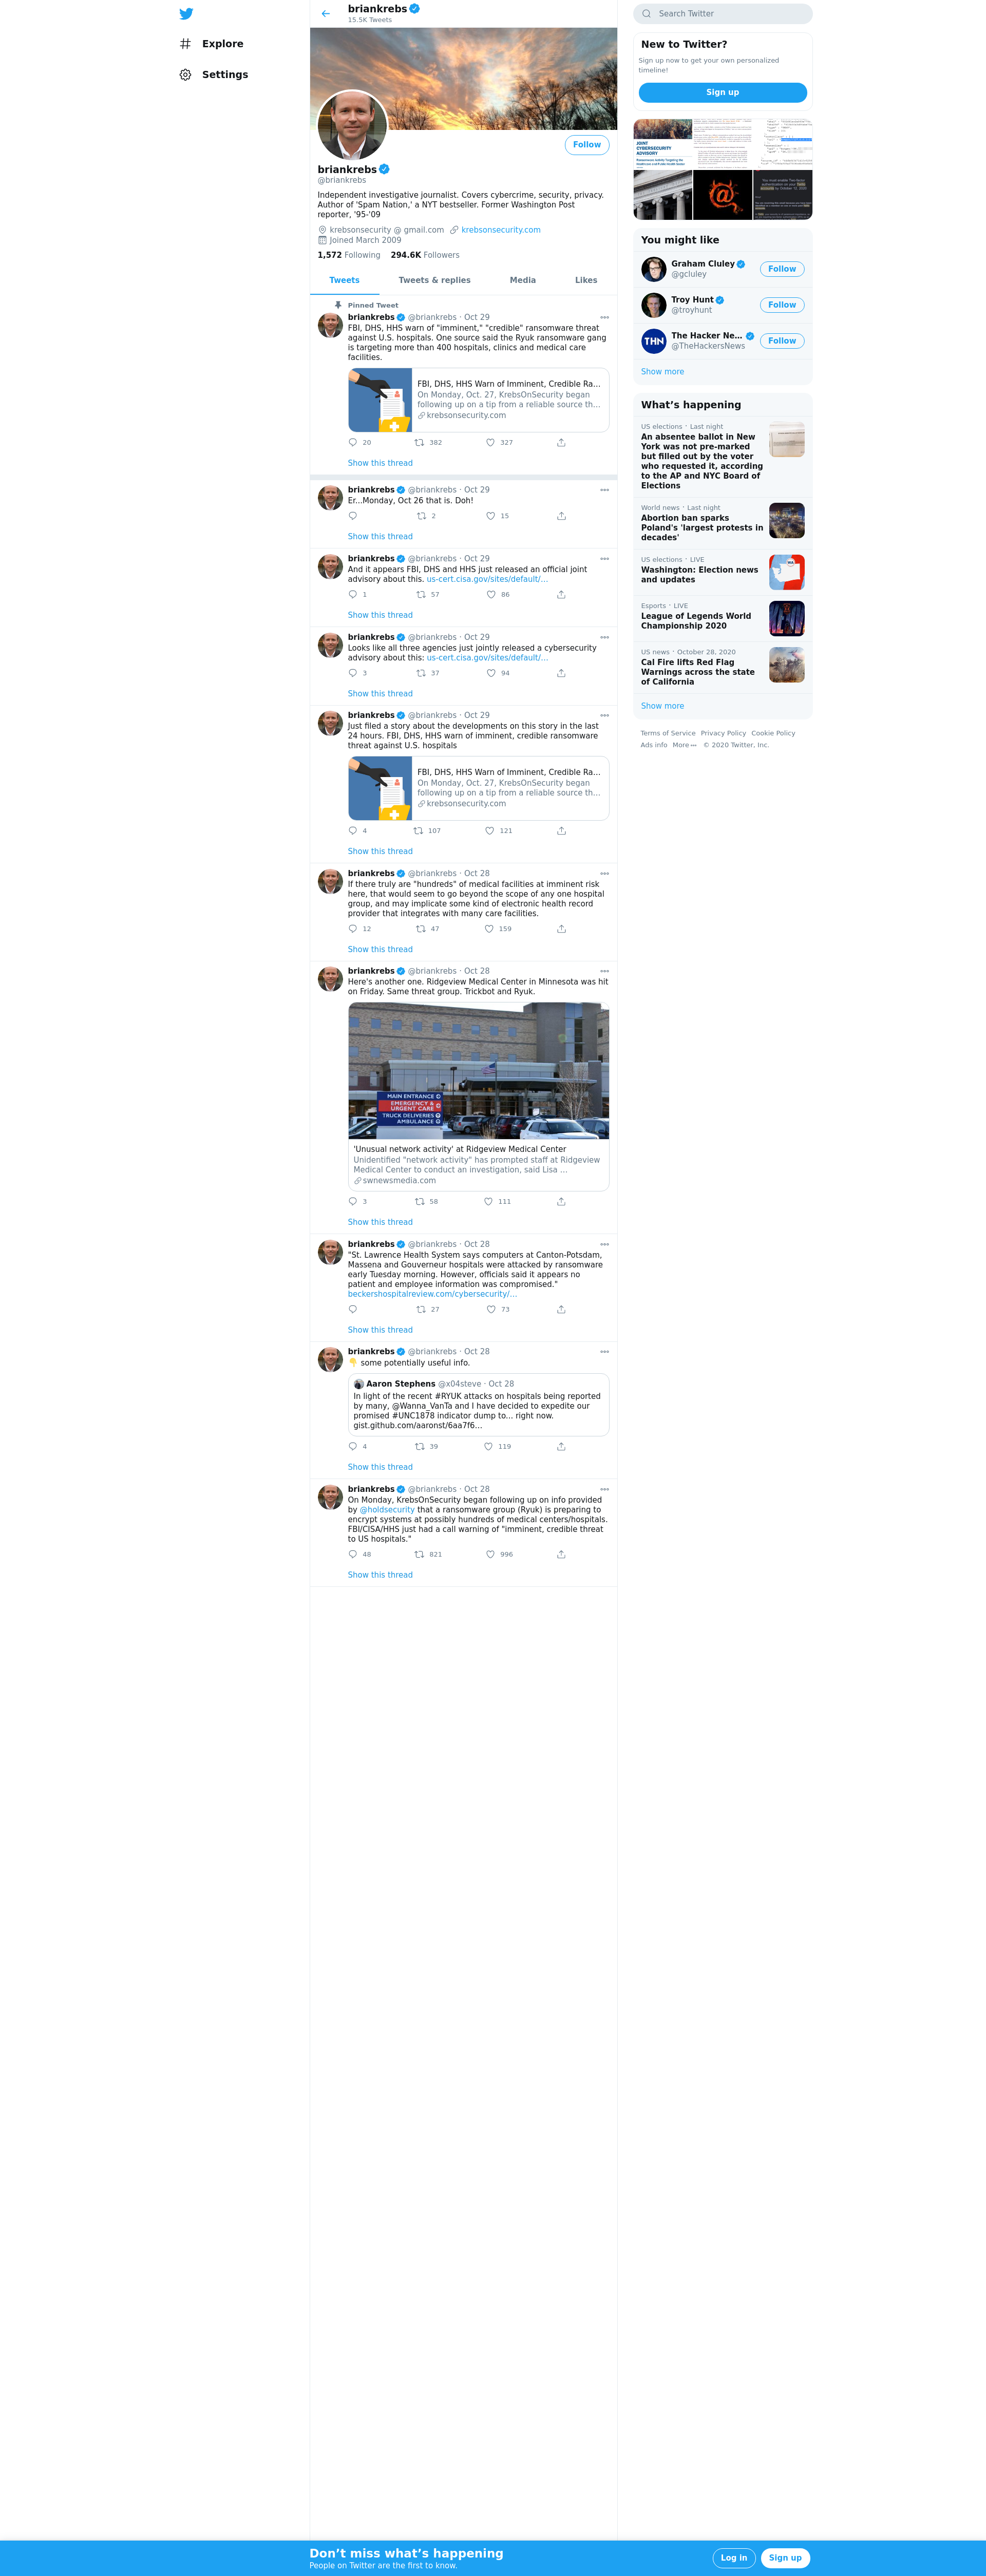 Explore
Settings
briankrebs
15.5K Tweets
Follow
briankrebs
@briankrebs
Independent investigative journalist. Covers cybercrime, security, privacy.
Author of 'Spam Nation,' a NYT bestseller. Former Washington Post
reporter, '95-'09
krebsonsecurity @ gmail.com krebsonsecurity.com
Joined March 2009
1,572 Following 294.6K Followers
Tweets Tweets & replies Media Likes
Pinned Tweet
briankrebs @briankrebs · Oct 29
FBI, DHS, HHS warn of "imminent," "credible" ransomware threat
against U.S. hospitals. One source said the Ryuk ransomware gang
is targeting more than 400 hospitals, clinics and medical care
facilities.
FBI, DHS, HHS Warn of Imminent, Credible Ra...
On Monday, Oct. 27, KrebsOnSecurity began
following up on a tip from a reliable source th...
krebsonsecurity.com
20 382 327
Show this thread
briankrebs @briankrebs · Oct 29
Er...Monday, Oct 26 that is. Doh!
2 15
Show this thread
briankrebs @briankrebs · Oct 29
And it appears FBI, DHS and HHS just released an official joint
advisory about this. us-cert.cisa.gov/sites/default/…
1 57 86
Show this thread
briankrebs @briankrebs · Oct 29
Looks like all three agencies just jointly released a cybersecurity
advisory about this: us-cert.cisa.gov/sites/default/…
3 37 94
Show this thread
briankrebs @briankrebs · Oct 29
Just filed a story about the developments on this story in the last
24 hours. FBI, DHS, HHS warn of imminent, credible ransomware
threat against U.S. hospitals
FBI, DHS, HHS Warn of Imminent, Credible Ra...
On Monday, Oct. 27, KrebsOnSecurity began
following up on a tip from a reliable source th...
krebsonsecurity.com
4 107 121
Show this thread
briankrebs @briankrebs · Oct 28
If there truly are "hundreds" of medical facilities at imminent risk
here, that would seem to go beyond the scope of any one hospital
group, and may implicate some kind of electronic health record
provider that integrates with many care facilities.
12 47 159
Show this thread
briankrebs @briankrebs · Oct 28
Here's another one. Ridgeview Medical Center in Minnesota was hit
on Friday. Same threat group. Trickbot and Ryuk.
MAIN ENTRANCE
EMERGENCY &
URGENT CARE
TRUCK DELIVERIES
AMBULANCE
'Unusual network activity' at Ridgeview Medical Center
Unidentified "network activity" has prompted staff at Ridgeview
Medical Center to conduct an investigation, said Lisa …
swnewsmedia.com
3 58 111
Show this thread
briankrebs @briankrebs · Oct 28
"St. Lawrence Health System says computers at Canton-Potsdam,
Massena and Gouverneur hospitals were attacked by ransomware
early Tuesday morning. However, officials said it appears no
patient and employee information was compromised."
beckershospitalreview.com/cybersecurity/…
27 73
Show this thread
briankrebs @briankrebs · Oct 28
👇 some potentially useful info.
Aaron Stephens @x04steve · Oct 28
In light of the recent #RYUK attacks on hospitals being reported
by many, @Wanna_VanTa and I have decided to expedite our
promised #UNC1878 indicator dump to... right now.
gist.github.com/aaronst/6aa7f6…
4 39 119
Show this thread
briankrebs @briankrebs · Oct 28
On Monday, KrebsOnSecurity began following up on info provided
by @holdsecurity that a ransomware group (Ryuk) is preparing to
encrypt systems at possibly hundreds of medical centers/hospitals.
FBI/CISA/HHS just had a call warning of "imminent, credible threat
to US hospitals."
48 821 996
Show this thread
Search Twitter
New to Twitter?
Sign up now to get your own personalized
timeline!
Sign up
JOINT
CYBERSECURITY
ADVISORY
You might like
Graham Cluley
@gcluley
Follow
Troy Hunt
@troyhunt
Follow
THN
The Hacker Ne...
@TheHackersNews
Follow
Show more
What's happening
US elections · Last night
An absentee ballot in New
York was not pre-marked
but filled out by the voter
who requested it, according
to the AP and NYC Board of
Elections
World news · Last night
Abortion ban sparks
Poland's 'largest protests in
decades'
US elections · LIVE
Washington: Election news
and updates
Esports · LIVE
League of Legends World
Championship 2020
US news · October 28, 2020
Cal Fire lifts Red Flag
Warnings across the state
of California
Show more
Terms of Service Privacy Policy Cookie Policy
Ads info More © 2020 Twitter, Inc.
Don't miss what's happening
People on Twitter are the first to know.
Log in Sign up